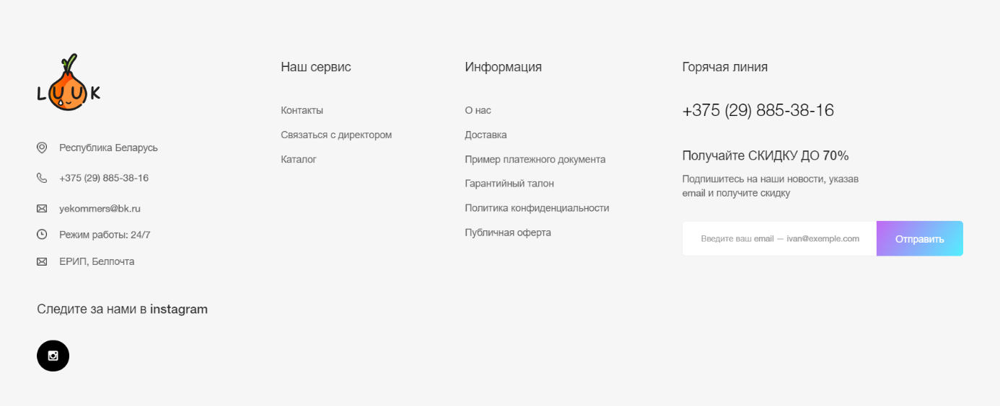 LUUK
Республика Беларусь
+375 (29) 885-38-16
yekommers@bk.ru
Режим работы: 24/7
ЕРИП, Белпочта
Следите за нами в instagram
Наш сервис
Контакты
Связаться с директором
Каталог
Информация
О нас
Доставка
Пример платежного документа
Гарантийный талон
Политика конфиденциальности
Публичная оферта
Горячая линия
+375 (29) 885-38-16
Получайте СКИДКУ ДО 70%
Подпишитесь на наши новости, указав
email и получите скидку
Введите ваш email — ivan@exemple.com
Отправить